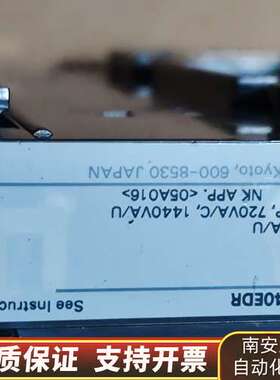 See Instruc
40EDR
A/U
P, 720VA/C, 1440VA/U
NK APP. <05A016>
Kyoto, 600-8530 JAPAN
质保证 支持开票
南安
自动化